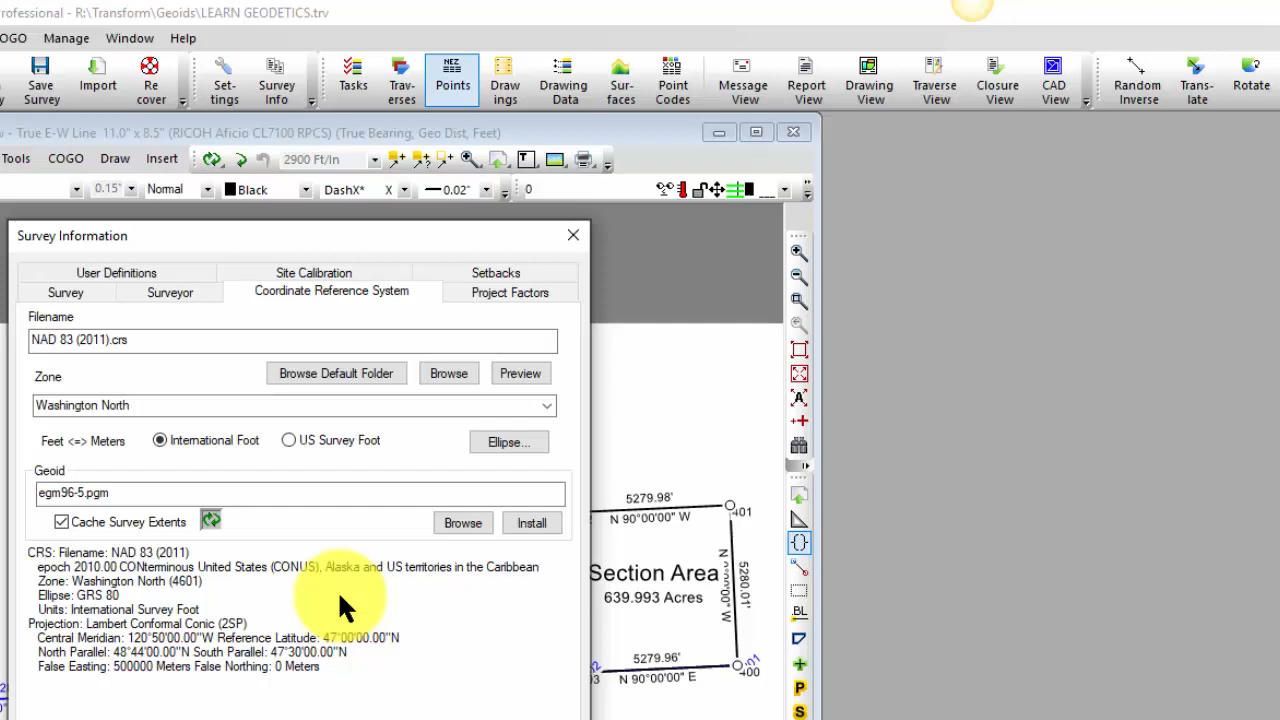 rofessional - R:\Transform\Geoids\LEARN GEODETICS.trv
OGO Manage Window Help
Save Survey Import Re cover Set- tings Survey Info Tasks Trav- erses NEZ Points Draw ings Drawing Data Sur- faces Point Codes Message View Report View Drawing View Traverse View Closure View CAD View Random Inverse Trans- late Rotate
w - True E-W Line 11.0" x 8.5" (RICOH Aficio CL7100 RPCS) (True Bearing, Geo Dist, Feet)
Tools COGO Draw Insert 2900 Ft/In
0.15" Normal Black DashX* X 0.02" 0
Survey Information
User Definitions Site Calibration Setbacks
Survey Surveyor Coordinate Reference System Project Factors
Filename
NAD 83 (2011).crs
Zone Browse Default Folder Browse Preview
Washington North
Feet <=> Meters International Foot US Survey Foot Ellipse...
Geoid
egm96-5.pgm
Cache Survey Extents Browse Install
CRS: Filename: NAD 83 (2011)
epoch 2010.00 CONterminous United States (CONUS), Alaska and US territories in the Caribbean
Zone: Washington North (4601)
Ellipse: GRS 80
Units: International Survey Foot
Projection: Lambert Conformal Conic (2SP)
Central Meridian: 120°50'00.00"W Reference Latitude: 47°00'00.00"N
North Parallel: 48°44'00.00"N South Parallel: 47°30'00.00"N
False Easting: 500000 Meters False Northing: 0 Meters
5279.98'
N 90°00'00" W
401
Section Area
639.993 Acres
5280.01'
5279.96'
N 90°00'00" E
400
BL
P
S